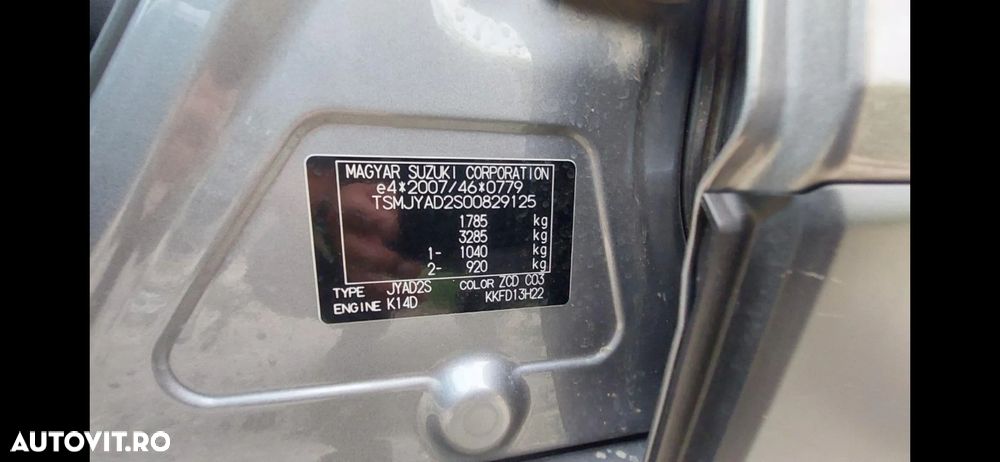 MAGYAR SUZUKI CORPORATION
e4*2007/46*0779
TSMJYAD2S00829125
1785 kg
3285 kg
1- 1040 kg
2- 920 kg
TYPE JYAD2S COLOR ZCD C03
ENGINE K14D KKFD13H22
AUTOVIT.RO